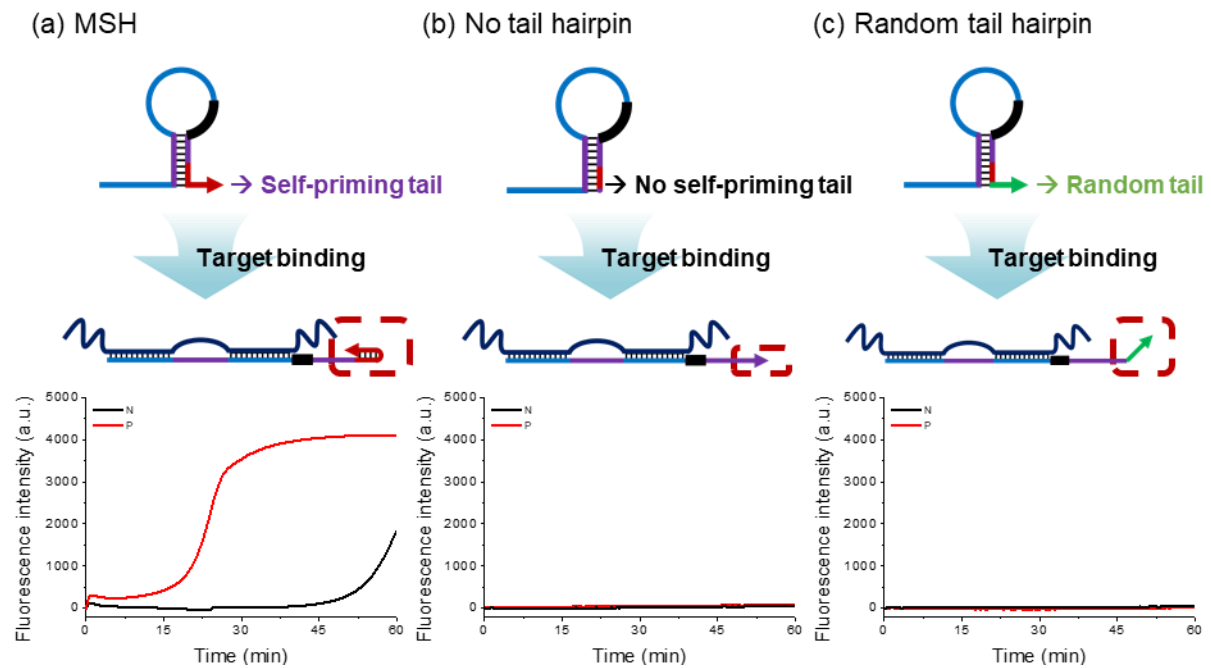 (a) MSH
(b) No tail hairpin
(c) Random tail hairpin
→ Self-priming tail
→ No self-priming tail
→ Random tail
Target binding
Target binding
Target binding
Fluorescence intensity (a.u.)
5000
4000
3000
2000
1000
0
N
P
0
15
30
45
60
Time (min)
Fluorescence intensity (a.u.)
5000
4000
3000
2000
1000
0
N
P
0
15
30
45
60
Time (min)
Fluorescence intensity (a.u.)
5000
4000
3000
2000
1000
0
N
P
0
15
30
45
60
Time (min)